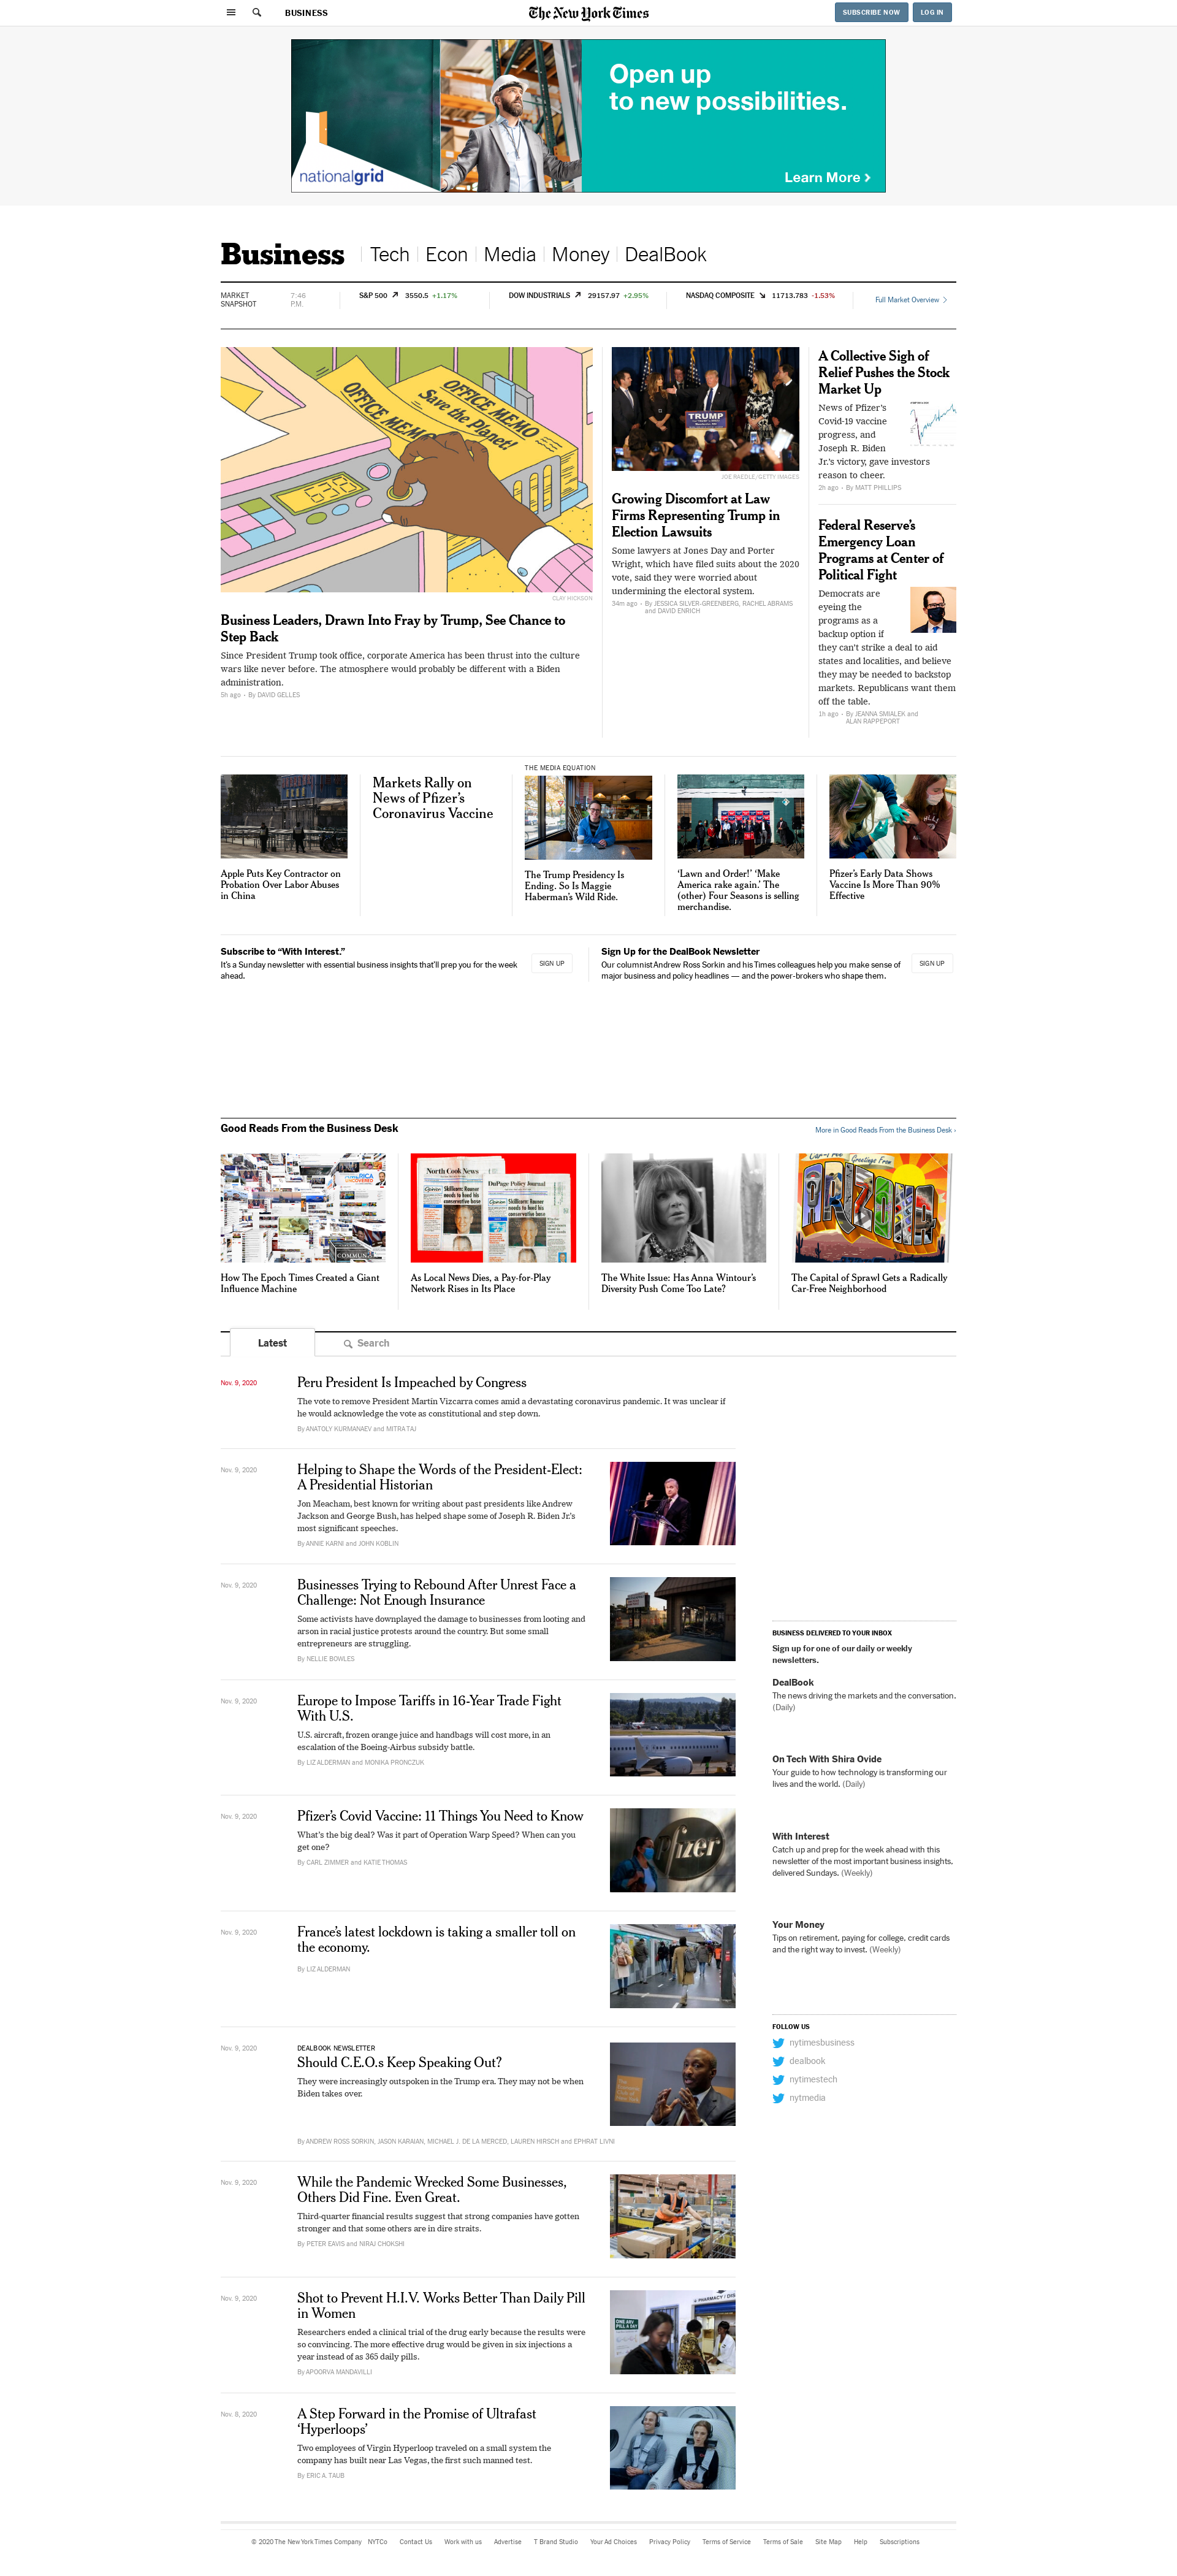 BUSINESS
The New York Times
SUBSCRIBE NOW
LOG IN
Open up
to new possibilities.
nationalgrid
Learn More
Business
Tech
Econ
Media
Money
DealBook
MARKET
SNAPSHOT
7:46
P.M.
S&P 500 3550.5 +1.17%
DOW INDUSTRIALS 29157.97 +2.95%
NASDAQ COMPOSITE 11713.783 -1.53%
Full Market Overview
OFFICE MEMO
OFFICE MEMO
Save the Planet!
CLAY HICKSON
Business Leaders, Drawn Into Fray by Trump, See Chance to
Step Back
Since President Trump took office, corporate America has been thrust into the culture
wars like never before. The atmosphere would probably be different with a Biden
administration.
5h ago • By DAVID GELLES
TRUMP
JOE RAEDLE/GETTY IMAGES
Growing Discomfort at Law
Firms Representing Trump in
Election Lawsuits
Some lawyers at Jones Day and Porter
Wright, which have filed suits about the 2020
vote, said they were worried about
undermining the electoral system.
34m ago • By JESSICA SILVER-GREENBERG, RACHEL ABRAMS
and DAVID ENRICH
A Collective Sigh of
Relief Pushes the Stock
Market Up
News of Pfizer's
Covid-19 vaccine
progress, and
Joseph R. Biden
Jr.'s victory, gave investors
reason to cheer.
2h ago • By MATT PHILLIPS
Federal Reserve's
Emergency Loan
Programs at Center of
Political Fight
Democrats are
eyeing the
programs as a
backup option if
they can't strike a deal to aid
states and localities, and believe
they may be needed to backstop
markets. Republicans want them
off the table.
1h ago • By JEANNA SMIALEK and
ALAN RAPPEPORT
Apple Puts Key Contractor on
Probation Over Labor Abuses
in China
Markets Rally on
News of Pfizer's
Coronavirus Vaccine
THE MEDIA EQUATION
The Trump Presidency Is
Ending. So Is Maggie
Haberman's Wild Ride.
'Lawn and Order!' 'Make
America rake again.' The
(other) Four Seasons is selling
merchandise.
Pfizer's Early Data Shows
Vaccine Is More Than 90%
Effective
Subscribe to “With Interest.”
It's a Sunday newsletter with essential business insights that'll prep you for the week
ahead.
SIGN UP
Sign Up for the DealBook Newsletter
Our columnist Andrew Ross Sorkin and his Times colleagues help you make sense of
major business and policy headlines — and the power-brokers who shape them.
SIGN UP
Good Reads From the Business Desk
More in Good Reads From the Business Desk ›
North Cook News
DuPage Policy Journal
Greetings From
ARIZONA
How The Epoch Times Created a Giant
Influence Machine
As Local News Dies, a Pay-for-Play
Network Rises in Its Place
The White Issue: Has Anna Wintour's
Diversity Push Come Too Late?
The Capital of Sprawl Gets a Radically
Car-Free Neighborhood
Latest
Search
Nov. 9, 2020
Peru President Is Impeached by Congress
The vote to remove President Martín Vizcarra comes amid a devastating coronavirus pandemic. It was unclear if
he would acknowledge the vote as constitutional and step down.
By ANATOLY KURMANAEV and MITRA TAJ
Nov. 9, 2020
Helping to Shape the Words of the President-Elect:
A Presidential Historian
Jon Meacham, best known for writing about past presidents like Andrew
Jackson and George Bush, has helped shape some of Joseph R. Biden Jr.'s
most significant speeches.
By ANNIE KARNI and JOHN KOBLIN
Nov. 9, 2020
Businesses Trying to Rebound After Unrest Face a
Challenge: Not Enough Insurance
Some activists have downplayed the damage to businesses from looting and
arson in racial justice protests around the country. But some small
entrepreneurs are struggling.
By NELLIE BOWLES
Nov. 9, 2020
Europe to Impose Tariffs in 16-Year Trade Fight
With U.S.
U.S. aircraft, frozen orange juice and handbags will cost more, in an
escalation of the Boeing-Airbus subsidy battle.
By LIZ ALDERMAN and MONIKA PRONCZUK
Nov. 9, 2020
Pfizer's Covid Vaccine: 11 Things You Need to Know
What's the big deal? Was it part of Operation Warp Speed? When can you
get one?
By CARL ZIMMER and KATIE THOMAS
Pfizer
Nov. 9, 2020
France's latest lockdown is taking a smaller toll on
the economy.
By LIZ ALDERMAN
Nov. 9, 2020
DEALBOOK NEWSLETTER
Should C.E.O.s Keep Speaking Out?
They were increasingly outspoken in the Trump era. They may not be when
Biden takes over.
By ANDREW ROSS SORKIN, JASON KARAIAN, MICHAEL J. DE LA MERCED, LAUREN HIRSCH and EPHRAT LIVNI
Nov. 9, 2020
While the Pandemic Wrecked Some Businesses,
Others Did Fine. Even Great.
Third-quarter financial results suggest that strong companies have gotten
stronger and that some others are in dire straits.
By PETER EAVIS and NIRAJ CHOKSHI
Nov. 9, 2020
Shot to Prevent H.I.V. Works Better Than Daily Pill
in Women
Researchers ended a clinical trial of the drug early because the results were
so convincing. The more effective drug would be given in six injections a
year instead of as 365 daily pills.
By APOORVA MANDAVILLI
Nov. 8, 2020
A Step Forward in the Promise of Ultrafast
'Hyperloops'
Two employees of Virgin Hyperloop traveled on a small system the
company has built near Las Vegas, the first such manned test.
By ERIC A. TAUB
BUSINESS DELIVERED TO YOUR INBOX
Sign up for one of our daily or weekly
newsletters.
DealBook
The news driving the markets and the conversation.
(Daily)
On Tech With Shira Ovide
Your guide to how technology is transforming our
lives and the world. (Daily)
With Interest
Catch up and prep for the week ahead with this
newsletter of the most important business insights,
delivered Sundays. (Weekly)
Your Money
Tips on retirement, paying for college, credit cards
and the right way to invest. (Weekly)
FOLLOW US
nytimesbusiness
dealbook
nytimestech
nytmedia
© 2020 The New York Times Company NYTCo Contact Us Work with us Advertise T Brand Studio Your Ad Choices Privacy Policy Terms of Service Terms of Sale Site Map Help Subscriptions